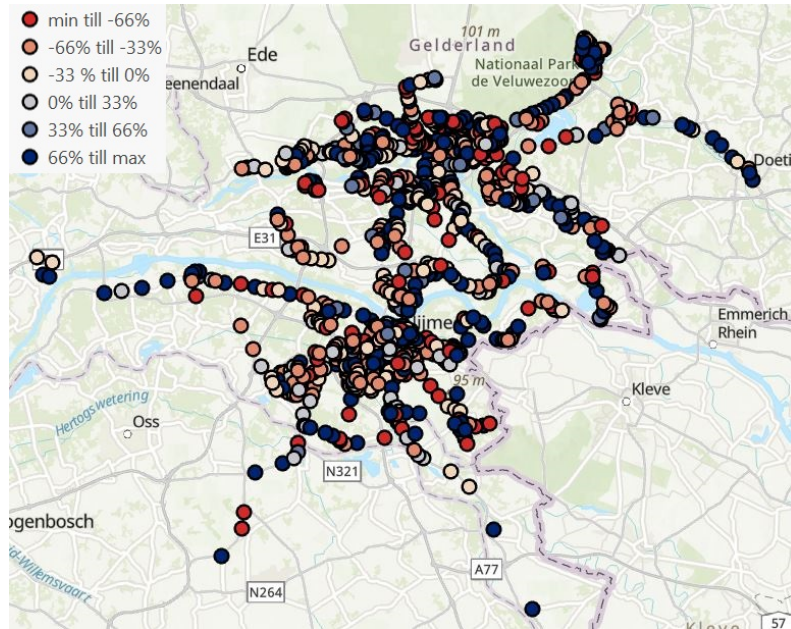 min till -66%
-66% till -33%
-33 % till 0%
0% till 33%
33% till 66%
66% till max
101 m
Gelderland
Ede
Nationaal Park
de Veluwezoom
eenendaal
Doeti
E31
Emmerich
Rhein
ijme
95 m
Kleve
Hertogswetering
Oss
N321
ogenbosch
A77
N264
57